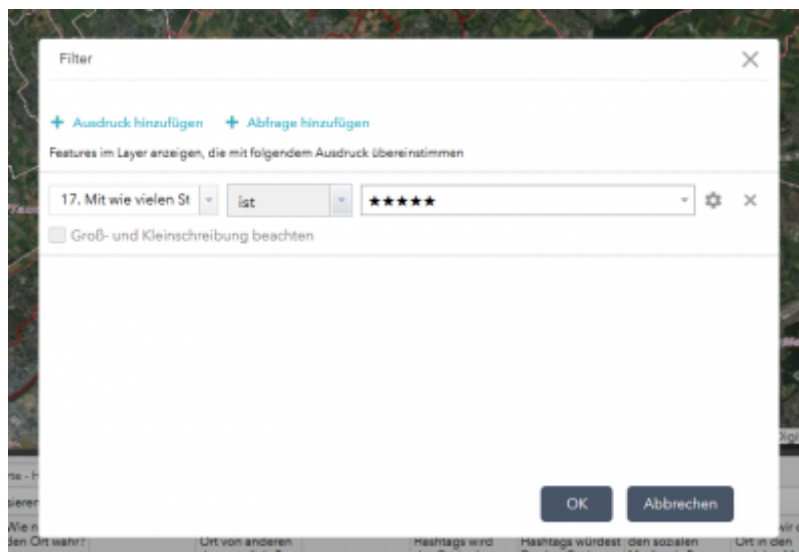 Filter
+ Ausdruck hinzufügen + Abfrage hinzufügen
Features im Layer anzeigen, die mit folgendem Ausdruck übereinstimmen
17. Mit wie vielen St ist ★★★★★
Groß- und Kleinschreibung beachten
OK Abbrechen
den Ort wahr? Ort von anderen Hashtags wird Hashtags würdest den sozialen Ort in den